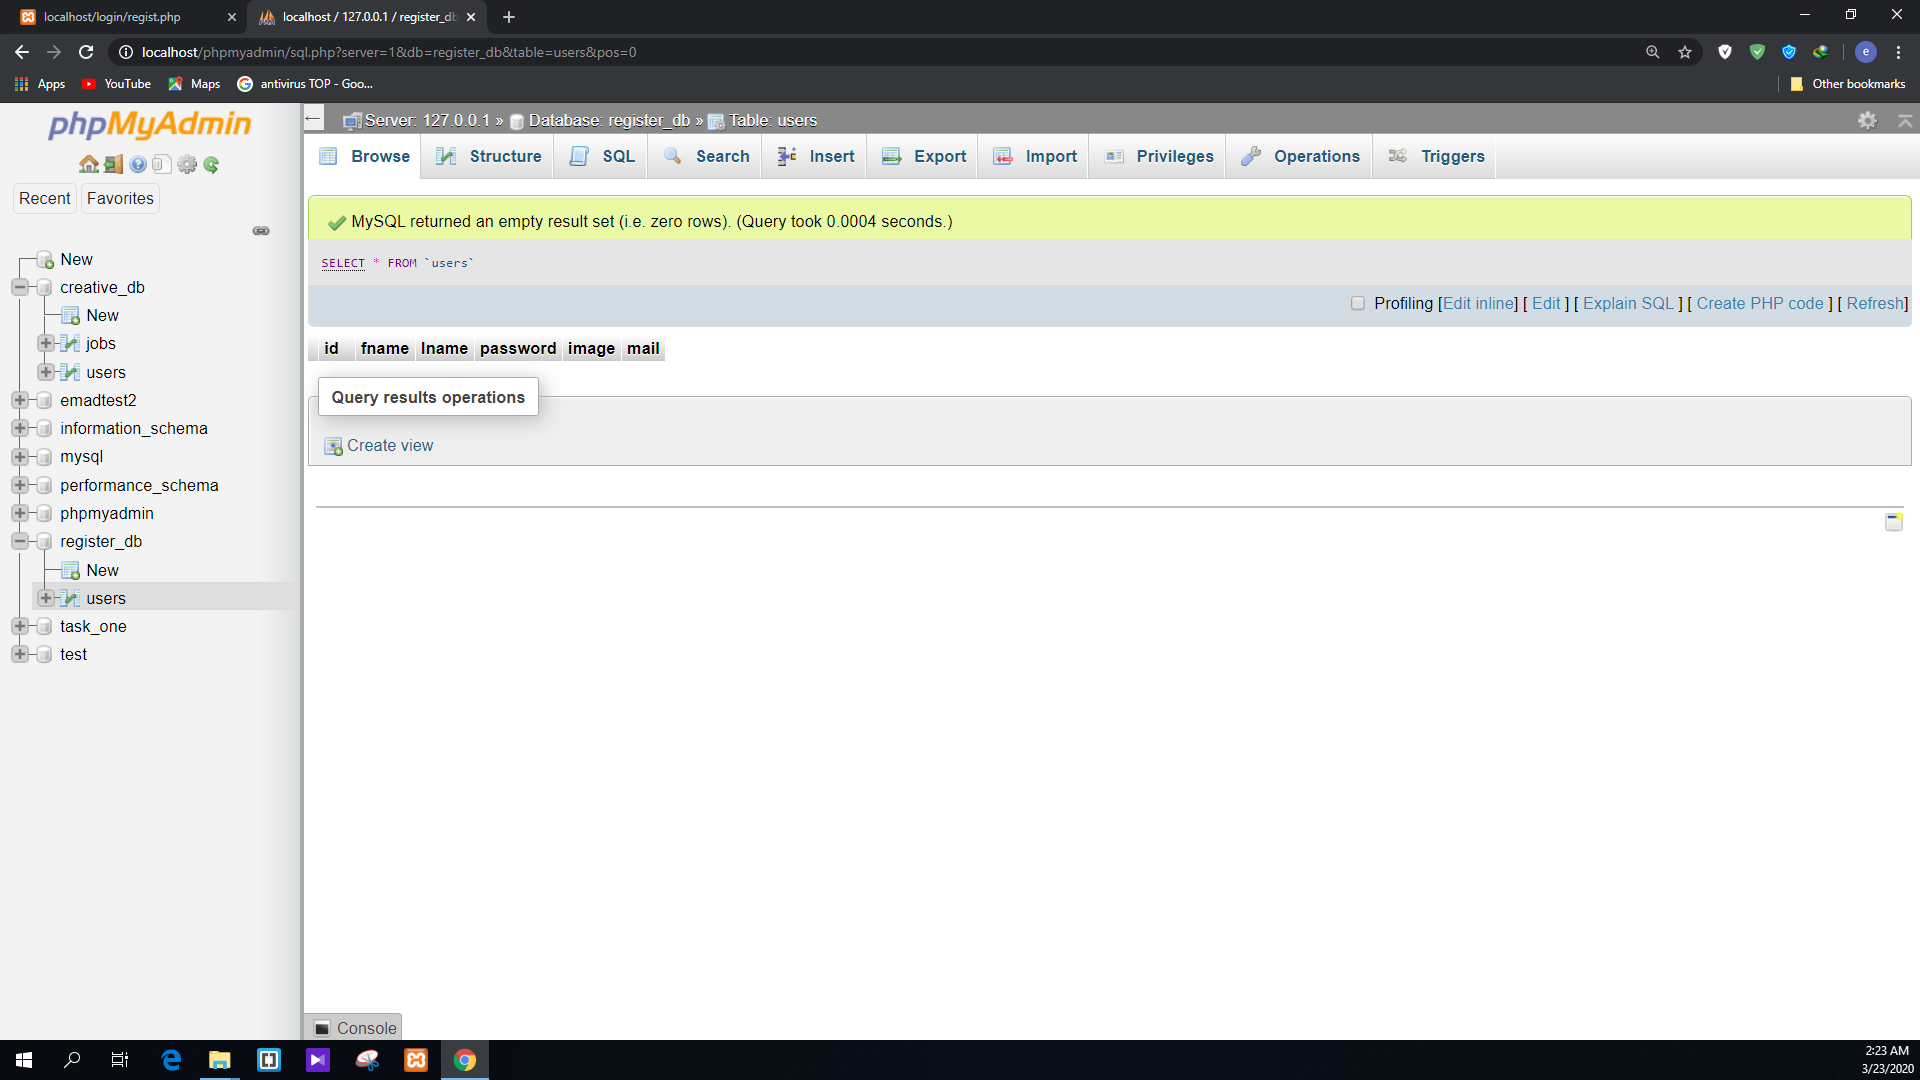 localhost/login/regist.php
localhost / 127.0.0.1 / register_db
localhost/phpmyadmin/sql.php?server=1&db=register_db&table=users&pos=0
e
Apps
YouTube
Maps
antivirus TOP - Goo...
Other bookmarks
phpMyAdmin
Recent
Favorites
New
creative_db
New
jobs
users
emadtest2
information_schema
mysql
performance_schema
phpmyadmin
register_db
New
users
task_one
test
Server: 127.0.0.1 » Database: register_db » Table: users
Browse
Structure
SQL
Search
Insert
Export
Import
Privileges
Operations
Triggers
MySQL returned an empty result set (i.e. zero rows). (Query took 0.0004 seconds.)
SELECT * FROM `users`
Profiling [Edit inline] [ Edit ] [ Explain SQL ] [ Create PHP code ] [ Refresh]
id fname lname password image mail
Query results operations
Create view
Console
2:23 AM
3/23/2020